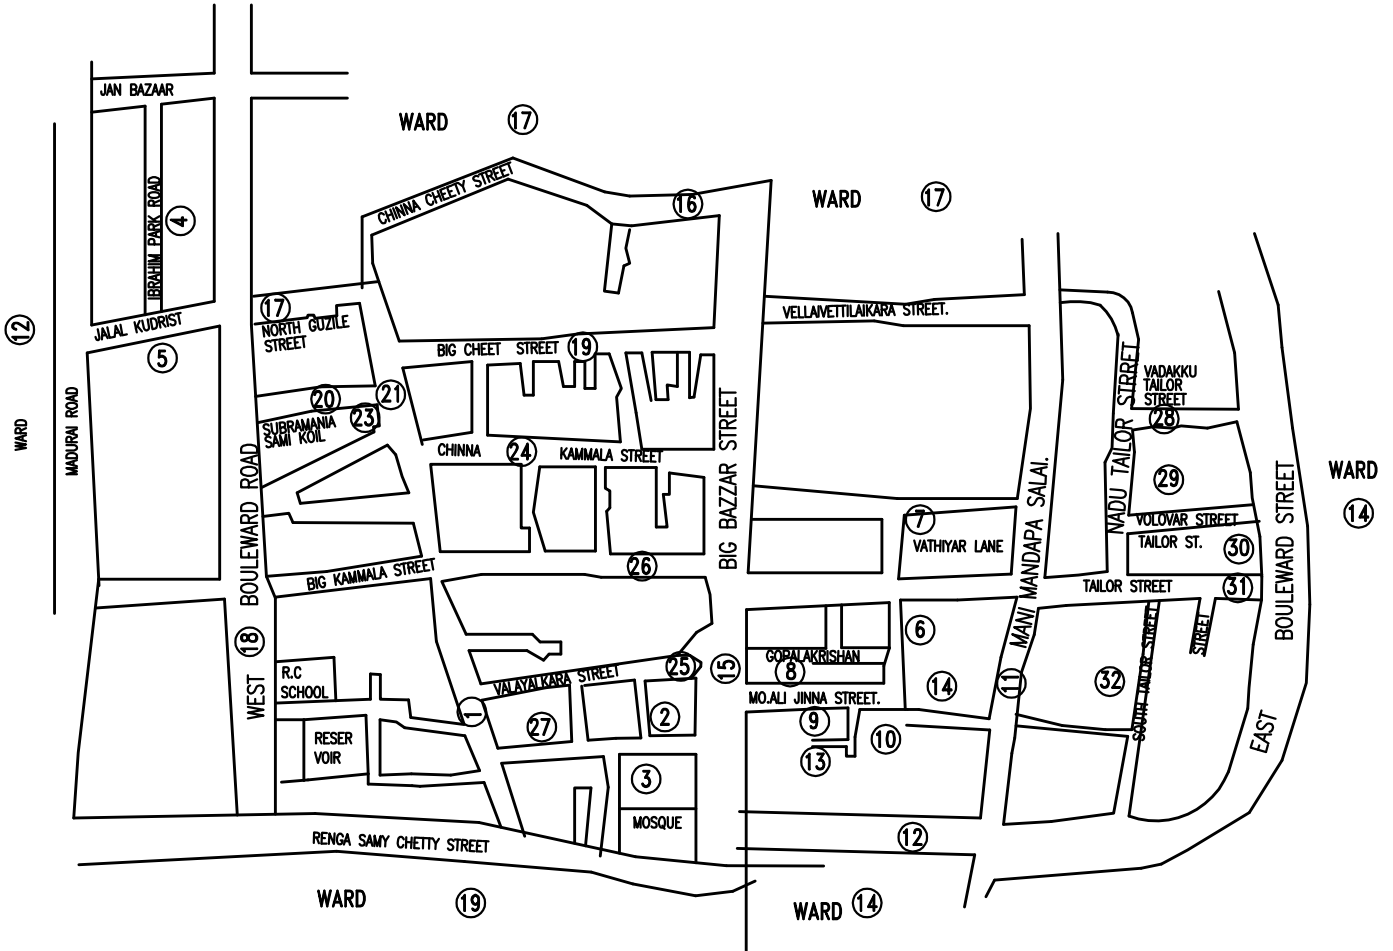 JAN BAZAAR
WARD 17
IBRAHIM PARK ROAD
4
CHINNA CHEETY STREET
16
WARD 17
12
WARD
MADURAI ROAD
JALAL KUDRIST
5
17
NORTH GUZILE
STREET
VELLAIVETTILAIKARA STREET.
BIG CHEET STREET 19
20
21
23
SUBRAMANIA
SAMI KOIL
CHINNA 24 KAMMALA STREET
BIG BAZZAR STREET
NADU TAILOR STRRET
VADAKKU
TAILOR
STREET
28
29
WARD
14
VOLOVAR STREET
TAILOR ST.
30
7
VATHIYAR LANE
MANI MANDAPA SALAI.
BIG KAMMALA STREET
26
TAILOR STREET
31
WEST BOULEWARD ROAD
18
EAST BOULEWARD STREET
6
GOPALAKRISHAN
8
15
25
VALAYALKARA STREET
R.C
SCHOOL
MO.ALI JINNA STREET.
14
11
32
SOUTH TAILOR STREET
STREET
1
27
2
9
10
13
RESER
VOIR
3
MOSQUE
12
RENGA SAMY CHETTY STREET
WARD 19
WARD 14